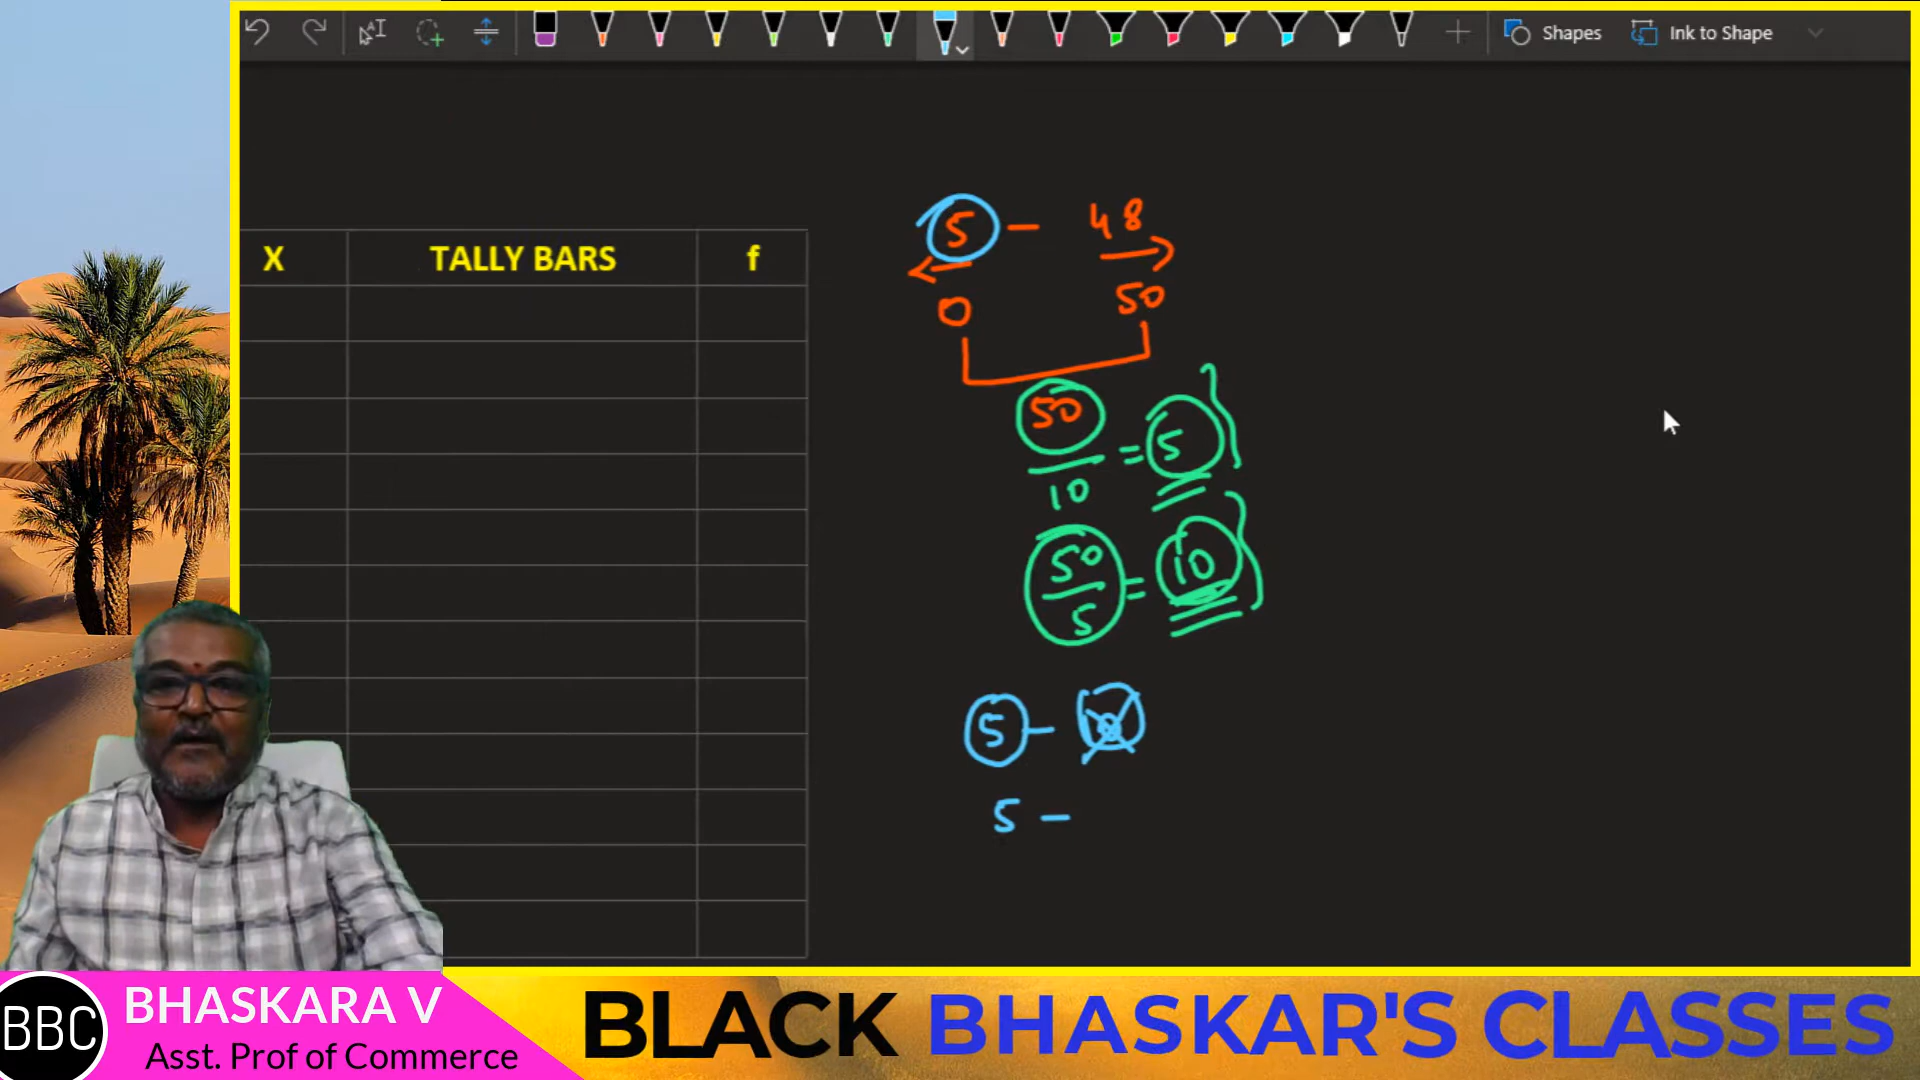 Shapes
Ink to Shape
X TALLY BARS f
5 - 48
0 50
50
10
= 5
50
5
= 10
5 -
5 -
BBC
BHASKARA V
Asst. Prof of Commerce
BLACK BHASKAR'S CLASSES